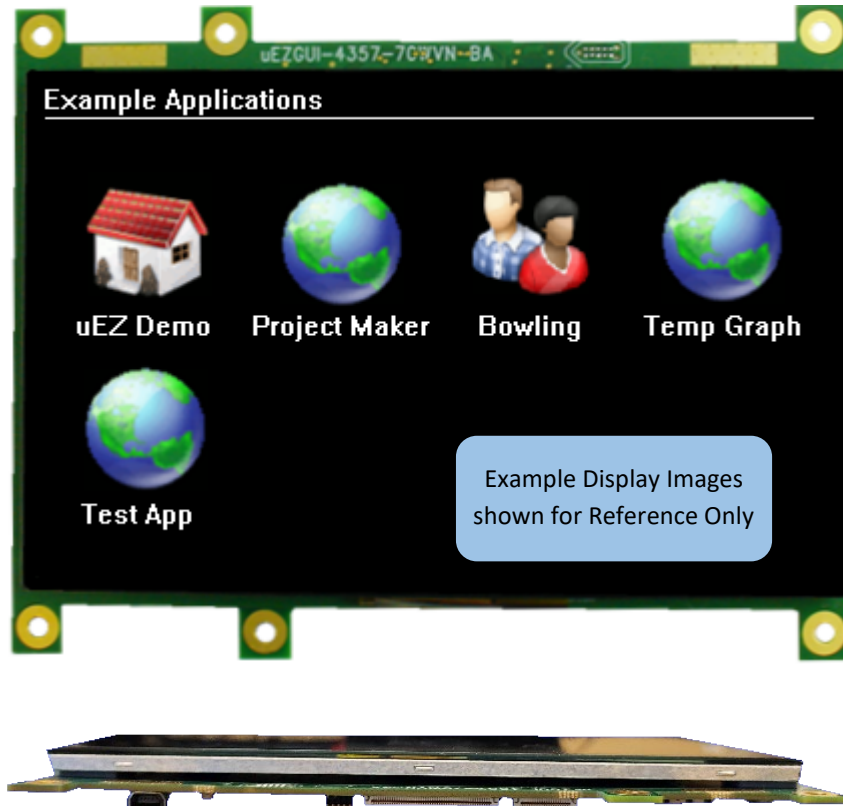 uEZGUI-4357-70WVN-BA
Example Applications
uEZ Demo Project Maker Bowling Temp Graph
Test App
Example Display Images
shown for Reference Only